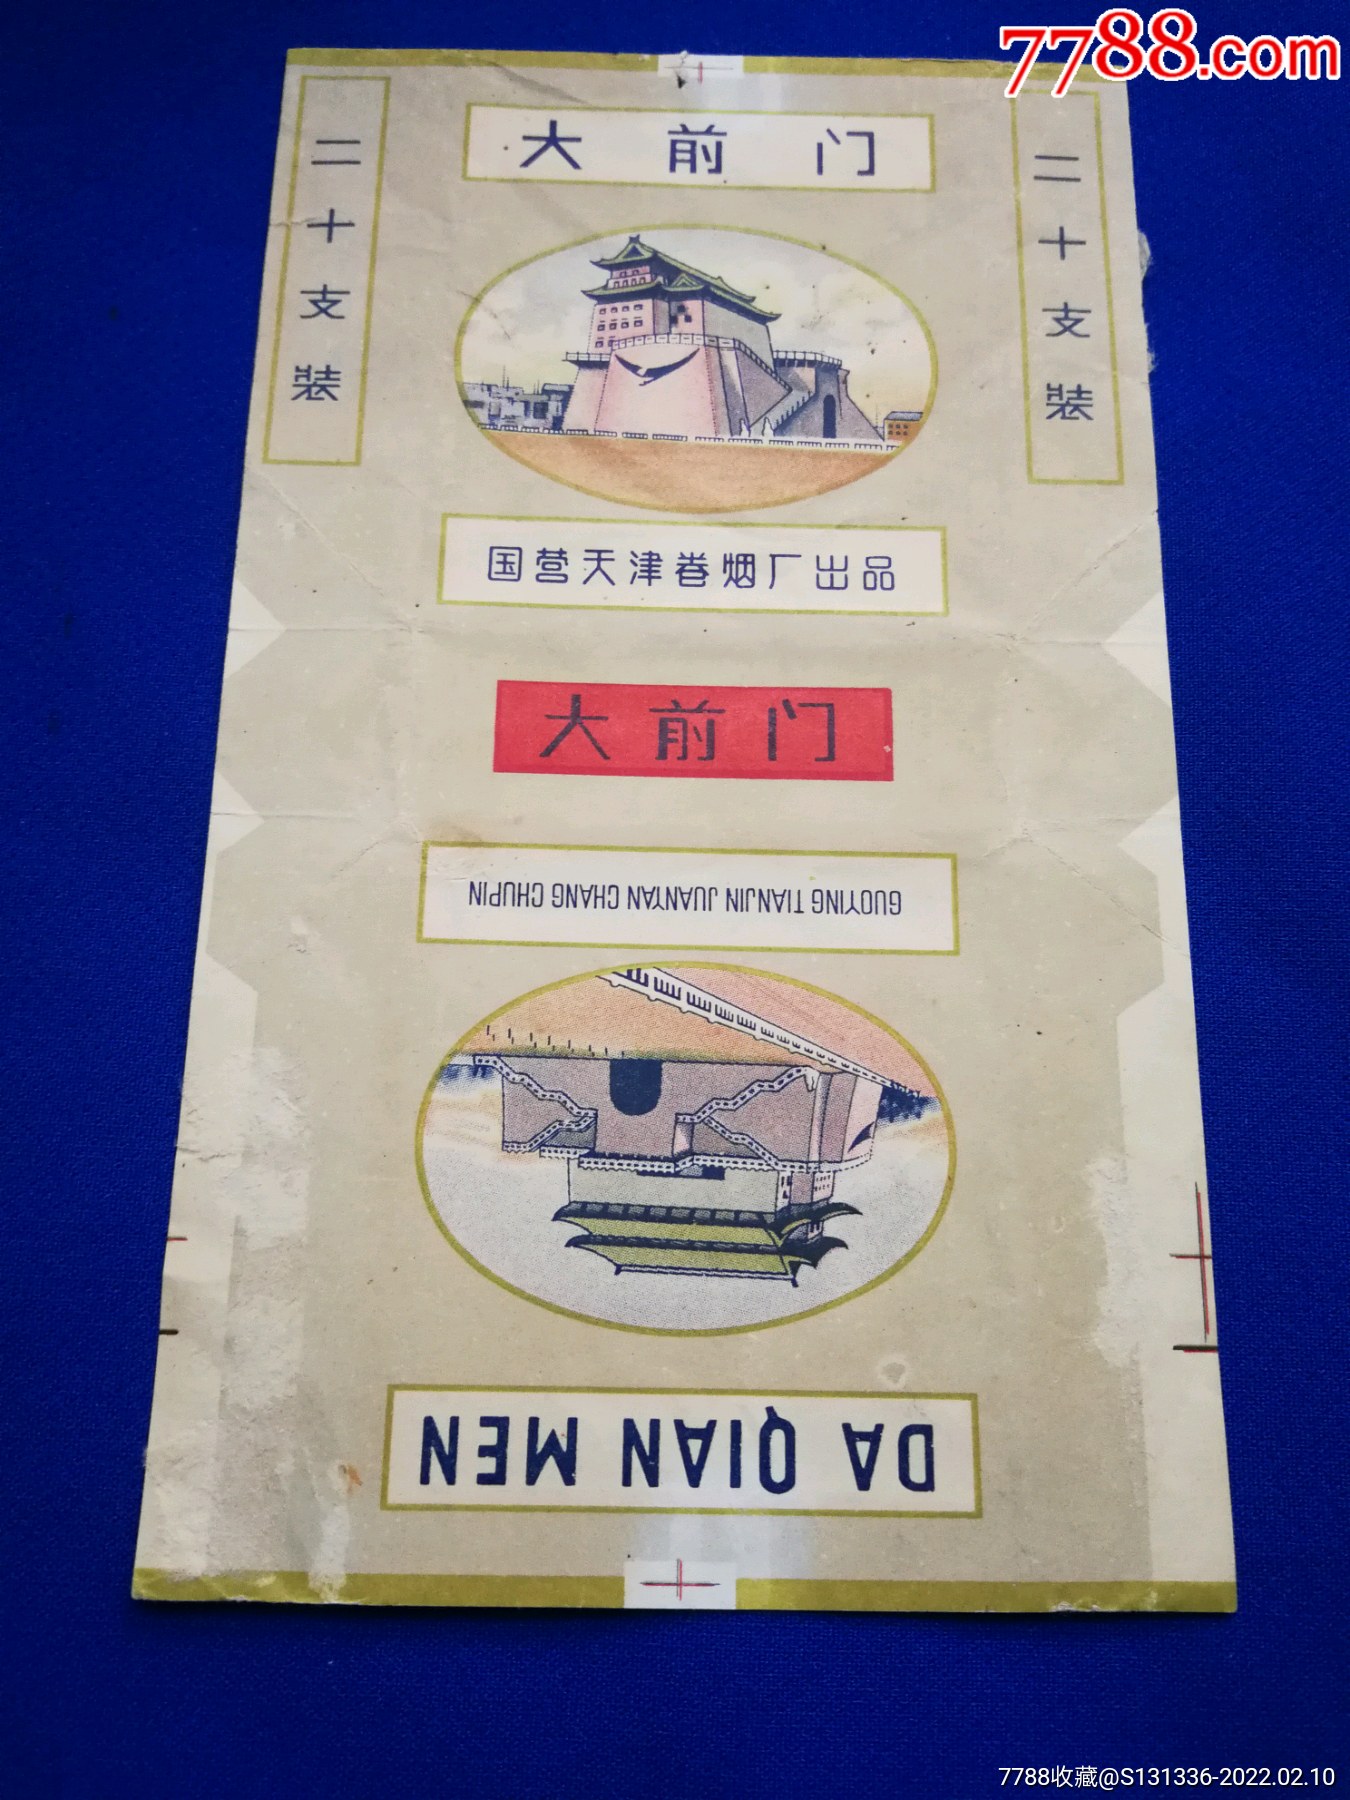 7788.com
大前门
二十支装
二十支装
国营天津卷烟厂出品
大前门
GUOYING TIANJIN JUANYAN CHANG CHUPIN
DA QIAN MEN
7788收藏@S131336-2022.02.10